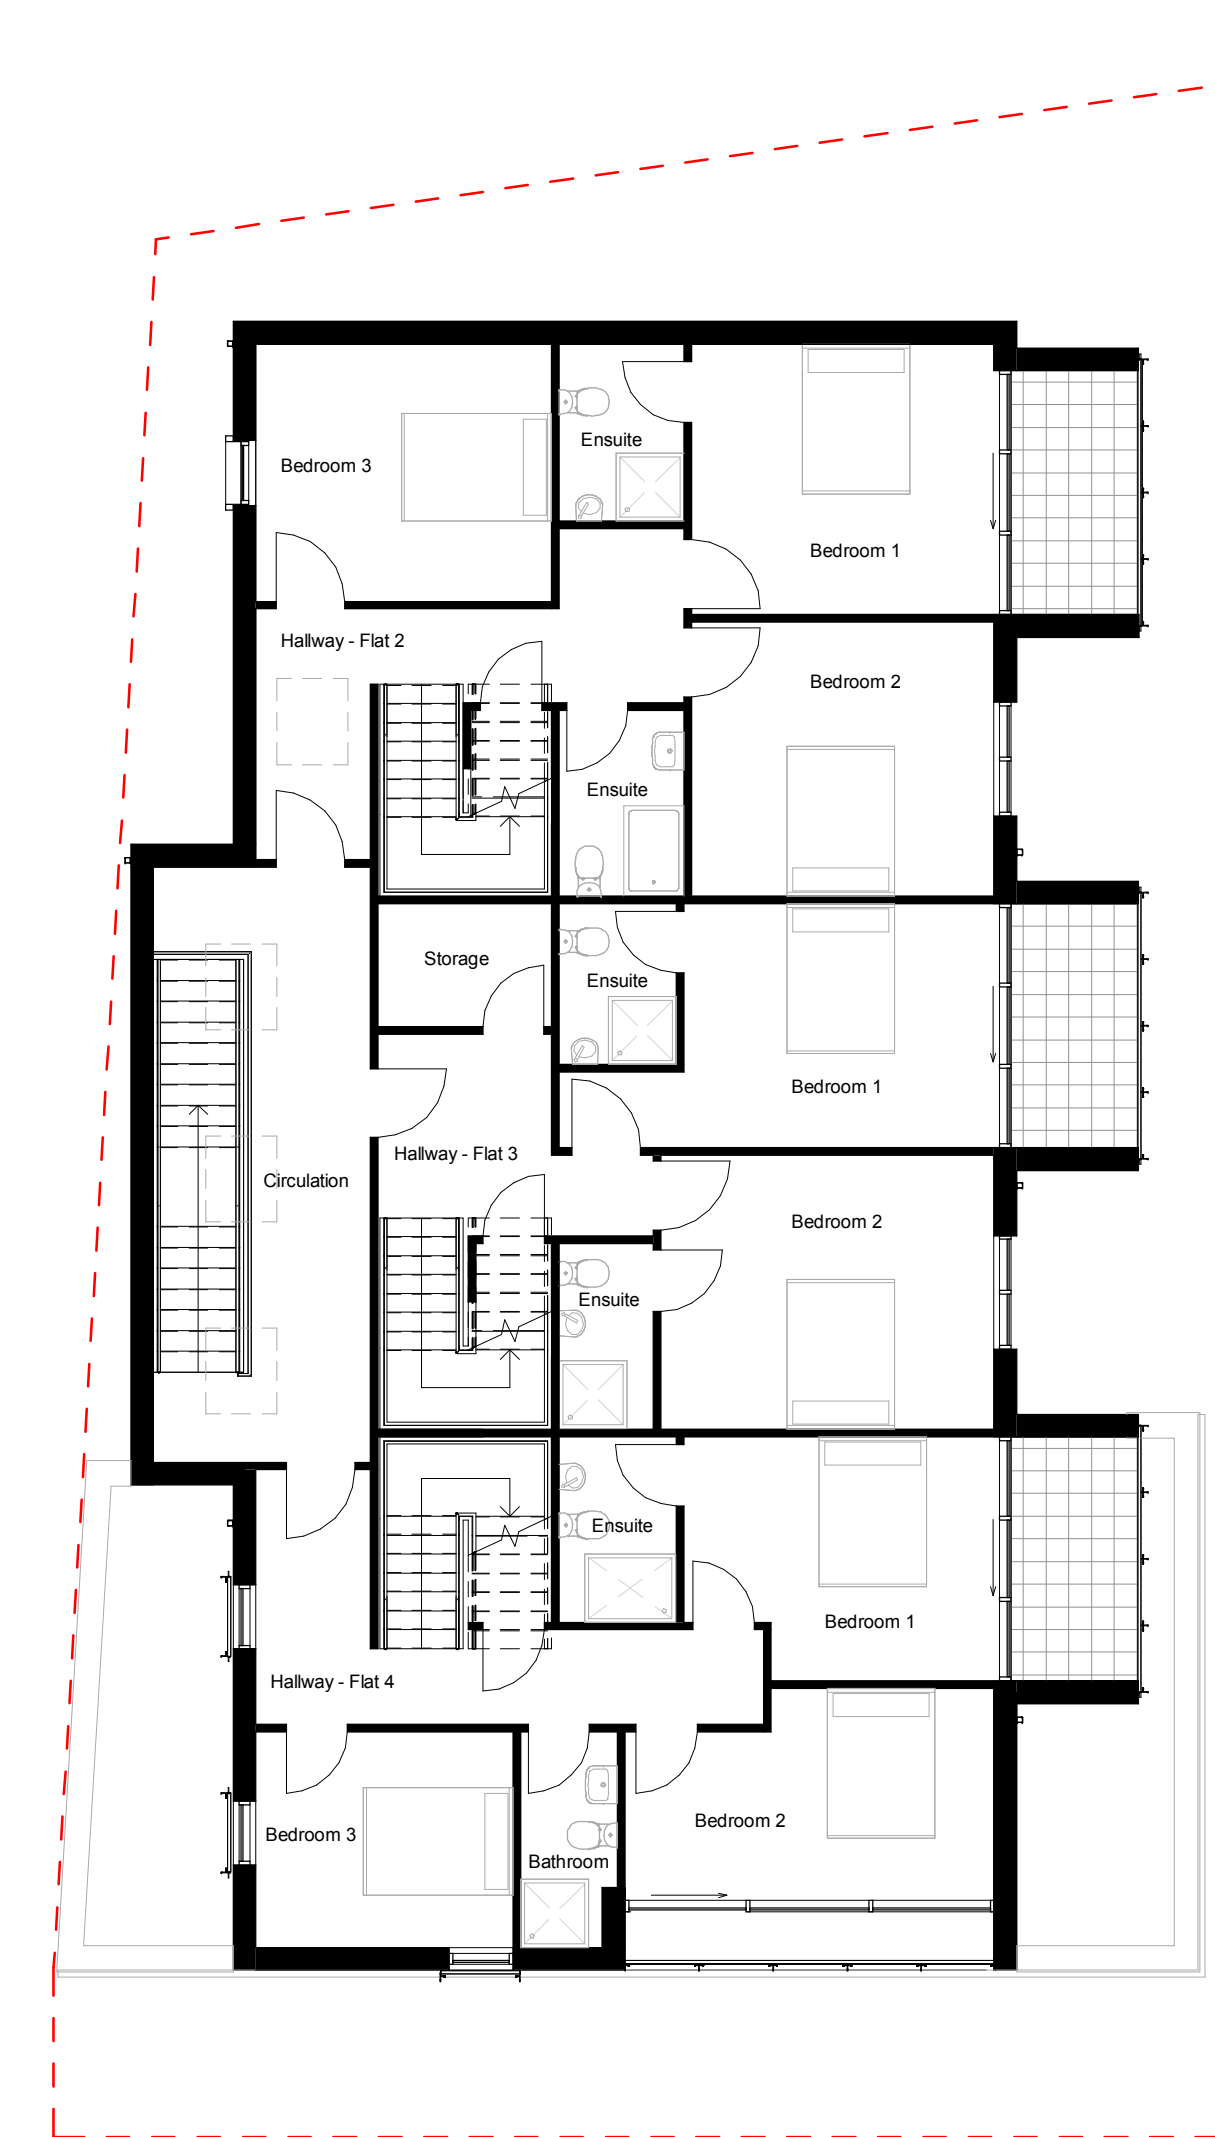 Ensuite
Bedroom 3
Bedroom 1
Hallway - Flat 2
Bedroom 2
Ensuite
Storage
Ensuite
Bedroom 1
Hallway - Flat 3
Circulation
Bedroom 2
Ensuite
Ensuite
Bedroom 1
Hallway - Flat 4
Bedroom 2
Bedroom 3
Bathroom